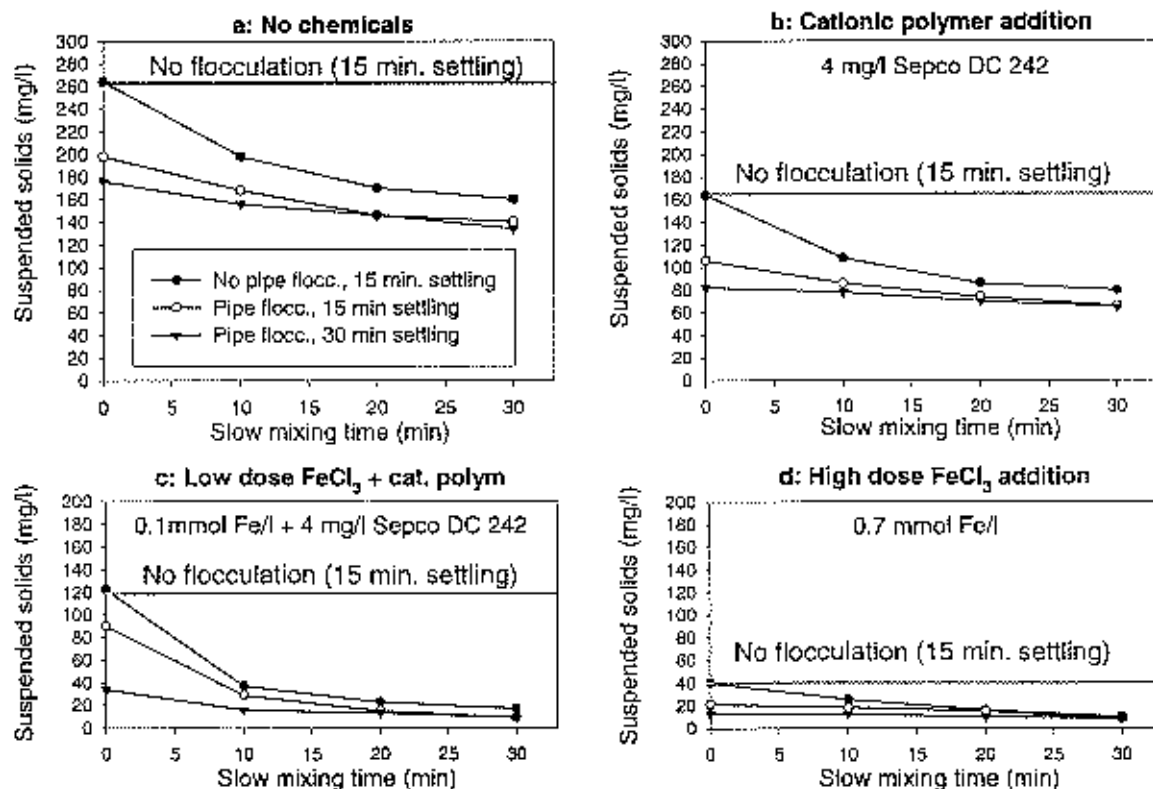 a: No chemicals
Suspended solids (mg/l)
300
280
260
240
220
200
180
160
140
120
100
80
60
40
20
0
No flocculation (15 min. settling)
No pipe flocc., 15 min. settling
Pipe flocc., 15 min settling
Pipe flocc., 30 min settling
0 5 10 15 20 25 30
Slow mixing time (min)
b: Cationic polymer addition
Suspended solids (mg/l)
300
280
260
240
220
200
180
160
140
120
100
80
60
40
20
0
4 mg/l Sepco DC 242
No flocculation (15 min. settling)
0 5 10 15 20 25 30
Slow mixing time (min)
c: Low dose FeCl₃ + cat. polym
Suspended solids (mg/l)
200
180
160
140
120
100
80
60
40
20
0
0.1mmol Fe/l + 4 mg/l Sepco DC 242
No flocculation (15 min. settling)
0 5 10 15 20 25 30
Slow mixing time (min)
d: High dose FeCl₃ addition
Suspended solids (mg/l)
200
180
160
140
120
100
80
60
40
20
0
0.7 mmol Fe/l
No flocculation (15 min. settling)
0 5 10 15 20 25 30
Slow mixing time (min)